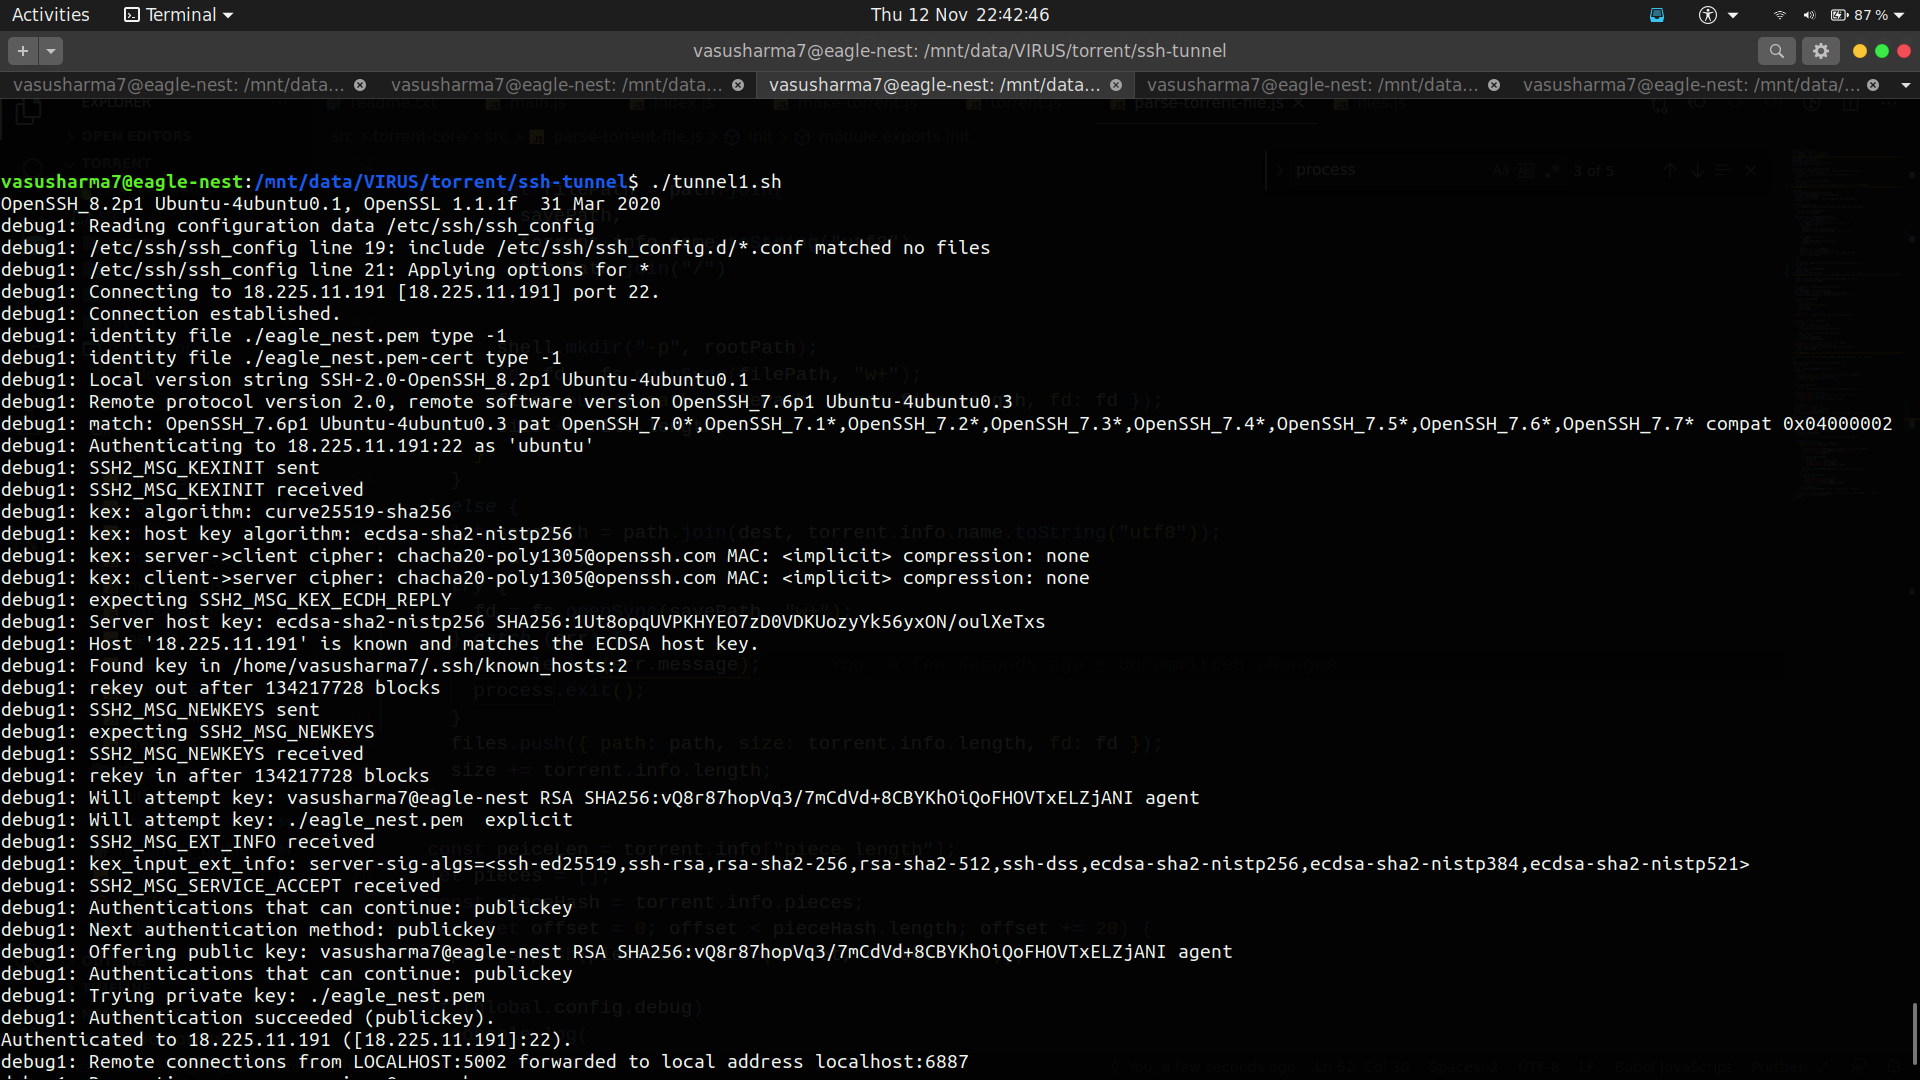 Activities Terminal Thu 12 Nov 22:42:46 87 %
vasusharma7@eagle-nest: /mnt/data/VIRUS/torrent/ssh-tunnel
vasusharma7@eagle-nest: /mnt/data... vasusharma7@eagle-nest: /mnt/data... vasusharma7@eagle-nest: /mnt/data... vasusharma7@eagle-nest: /mnt/data... vasusharma7@eagle-nest: /mnt/data/...
vasusharma7@eagle-nest:/mnt/data/VIRUS/torrent/ssh-tunnel$ ./tunnel1.sh
OpenSSH_8.2p1 Ubuntu-4ubuntu0.1, OpenSSL 1.1.1f  31 Mar 2020
debug1: Reading configuration data /etc/ssh/ssh_config
debug1: /etc/ssh/ssh_config line 19: include /etc/ssh/ssh_config.d/*.conf matched no files
debug1: /etc/ssh/ssh_config line 21: Applying options for *
debug1: Connecting to 18.225.11.191 [18.225.11.191] port 22.
debug1: Connection established.
debug1: identity file ./eagle_nest.pem type -1
debug1: identity file ./eagle_nest.pem-cert type -1
debug1: Local version string SSH-2.0-OpenSSH_8.2p1 Ubuntu-4ubuntu0.1
debug1: Remote protocol version 2.0, remote software version OpenSSH_7.6p1 Ubuntu-4ubuntu0.3
debug1: match: OpenSSH_7.6p1 Ubuntu-4ubuntu0.3 pat OpenSSH_7.0*,OpenSSH_7.1*,OpenSSH_7.2*,OpenSSH_7.3*,OpenSSH_7.4*,OpenSSH_7.5*,OpenSSH_7.6*,OpenSSH_7.7* compat 0x04000002
debug1: Authenticating to 18.225.11.191:22 as 'ubuntu'
debug1: SSH2_MSG_KEXINIT sent
debug1: SSH2_MSG_KEXINIT received
debug1: kex: algorithm: curve25519-sha256
debug1: kex: host key algorithm: ecdsa-sha2-nistp256
debug1: kex: server->client cipher: chacha20-poly1305@openssh.com MAC: <implicit> compression: none
debug1: kex: client->server cipher: chacha20-poly1305@openssh.com MAC: <implicit> compression: none
debug1: expecting SSH2_MSG_KEX_ECDH_REPLY
debug1: Server host key: ecdsa-sha2-nistp256 SHA256:1Ut8opqUVPKHYEO7zD0VDKUozyYk56yxON/oulXeTxs
debug1: Host '18.225.11.191' is known and matches the ECDSA host key.
debug1: Found key in /home/vasusharma7/.ssh/known_hosts:2
debug1: rekey out after 134217728 blocks
debug1: SSH2_MSG_NEWKEYS sent
debug1: expecting SSH2_MSG_NEWKEYS
debug1: SSH2_MSG_NEWKEYS received
debug1: rekey in after 134217728 blocks
debug1: Will attempt key: vasusharma7@eagle-nest RSA SHA256:vQ8r87hopVq3/7mCdVd+8CBYKhOiQoFHOVTxELZjANI agent
debug1: Will attempt key: ./eagle_nest.pem  explicit
debug1: SSH2_MSG_EXT_INFO received
debug1: kex_input_ext_info: server-sig-algs=<ssh-ed25519,ssh-rsa,rsa-sha2-256,rsa-sha2-512,ssh-dss,ecdsa-sha2-nistp256,ecdsa-sha2-nistp384,ecdsa-sha2-nistp521>
debug1: SSH2_MSG_SERVICE_ACCEPT received
debug1: Authentications that can continue: publickey
debug1: Next authentication method: publickey
debug1: Offering public key: vasusharma7@eagle-nest RSA SHA256:vQ8r87hopVq3/7mCdVd+8CBYKhOiQoFHOVTxELZjANI agent
debug1: Authentications that can continue: publickey
debug1: Trying private key: ./eagle_nest.pem
debug1: Authentication succeeded (publickey).
Authenticated to 18.225.11.191 ([18.225.11.191]:22).
debug1: Remote connections from LOCALHOST:5002 forwarded to local address localhost:6887